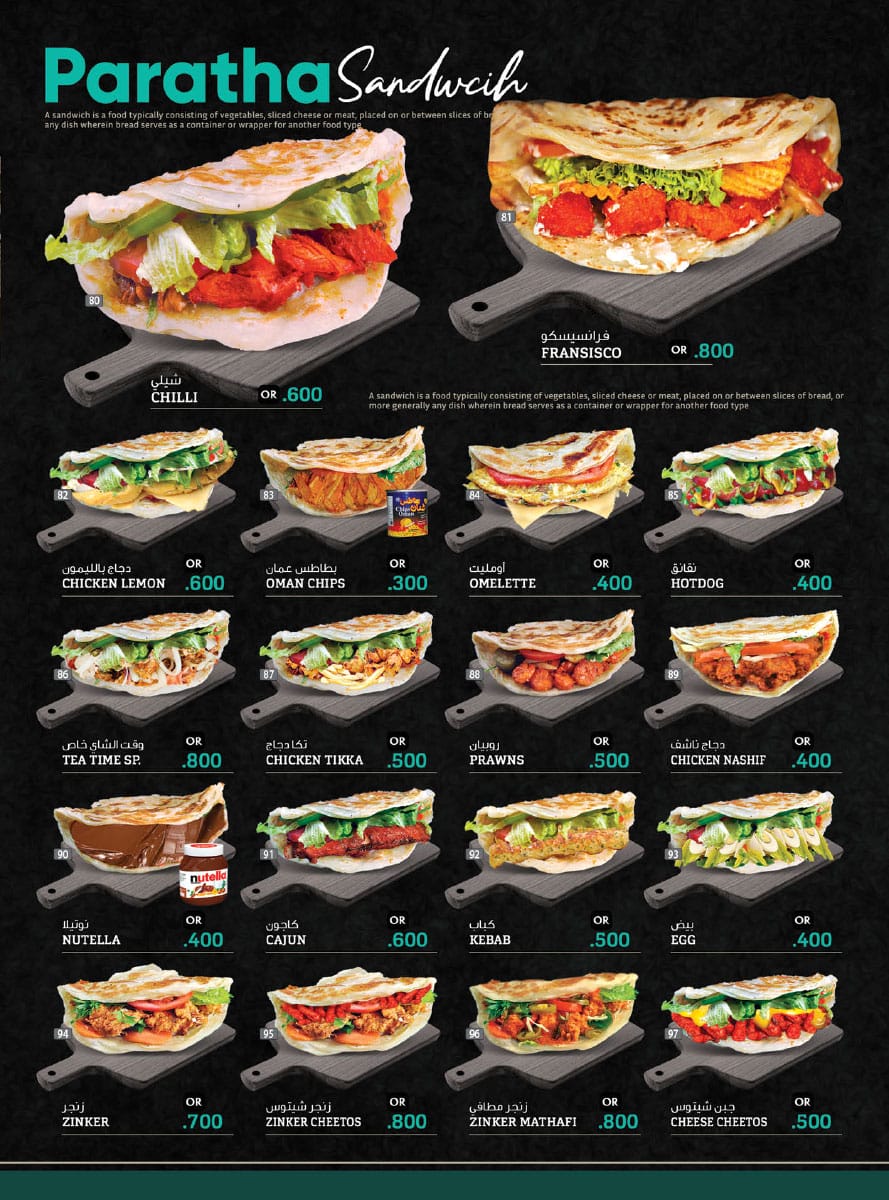 Paratha Sandwcih
A sandwich is a food typically consisting of vegetables, sliced cheese or meat, placed on or between slices of br
any dish wherein bread serves as a container or wrapper for another food type
80
شيلي
CHILLI
OR .600
81
فرانسيسكو
FRANSISCO
OR .800
A sandwich is a food typically consisting of vegetables, sliced cheese or meat, placed on or between slices of bread, or
more generally any dish wherein bread serves as a container or wrapper for another food type
82
دجاج بالليمون
CHICKEN LEMON
OR
.600
83
Chips
Oman
بطاطس عمان
OMAN CHIPS
OR
.300
84
أومليت
OMELETTE
OR
.400
85
نقانق
HOTDOG
OR
.400
86
وقت الشاي خاص
TEA TIME SP.
OR
.800
87
تكا دجاج
CHICKEN TIKKA
OR
.500
88
روبيان
PRAWNS
OR
.500
89
دجاج ناشف
CHICKEN NASHIF
OR
.400
90
nutella
نوتيلا
NUTELLA
OR
.400
91
كاجون
CAJUN
OR
.600
92
كباب
KEBAB
OR
.500
93
بيض
EGG
OR
.400
94
زنجر
ZINKER
OR
.700
95
زنجر شيتوس
ZINKER CHEETOS
OR
.800
96
زنجر مطافي
ZINKER MATHAFI
OR
.800
97
جبن شيتوس
CHEESE CHEETOS
OR
.500